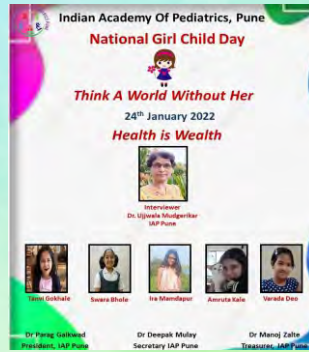 Indian Academy Of Pediatrics, Pune
National Girl Child Day
Think A World Without Her
24th January 2022
Health is Wealth
Interviewer
Dr. Ujjwala Mudgerikar
IAP Pune
Tanvi Gokhale
Swara Bhole
Ira Mamdapur
Amruta Kale
Varada Deo
Dr Parag Gaikwad
Dr Deepak Mulay
Dr Manoj Zalte
President, IAP Pune
Secretary IAP Pune
Treasurer, IAP Pune